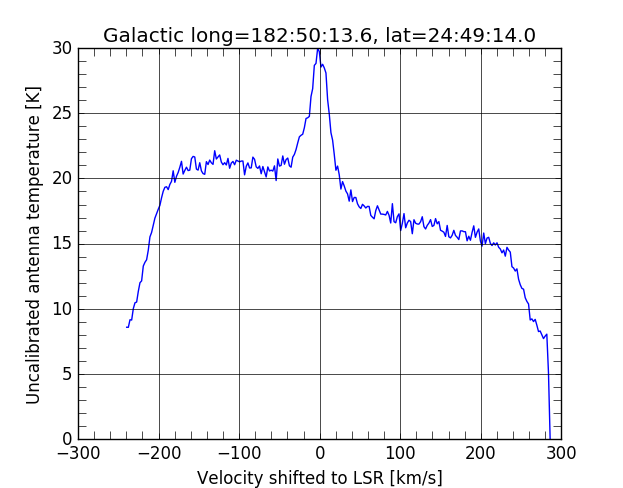 Galactic long=182:50:13.6, lat=24:49:14.0
30
25
20
15
10
5
0
Uncalibrated antenna temperature [K]
−300 −200 −100 0 100 200 300
Velocity shifted to LSR [km/s]